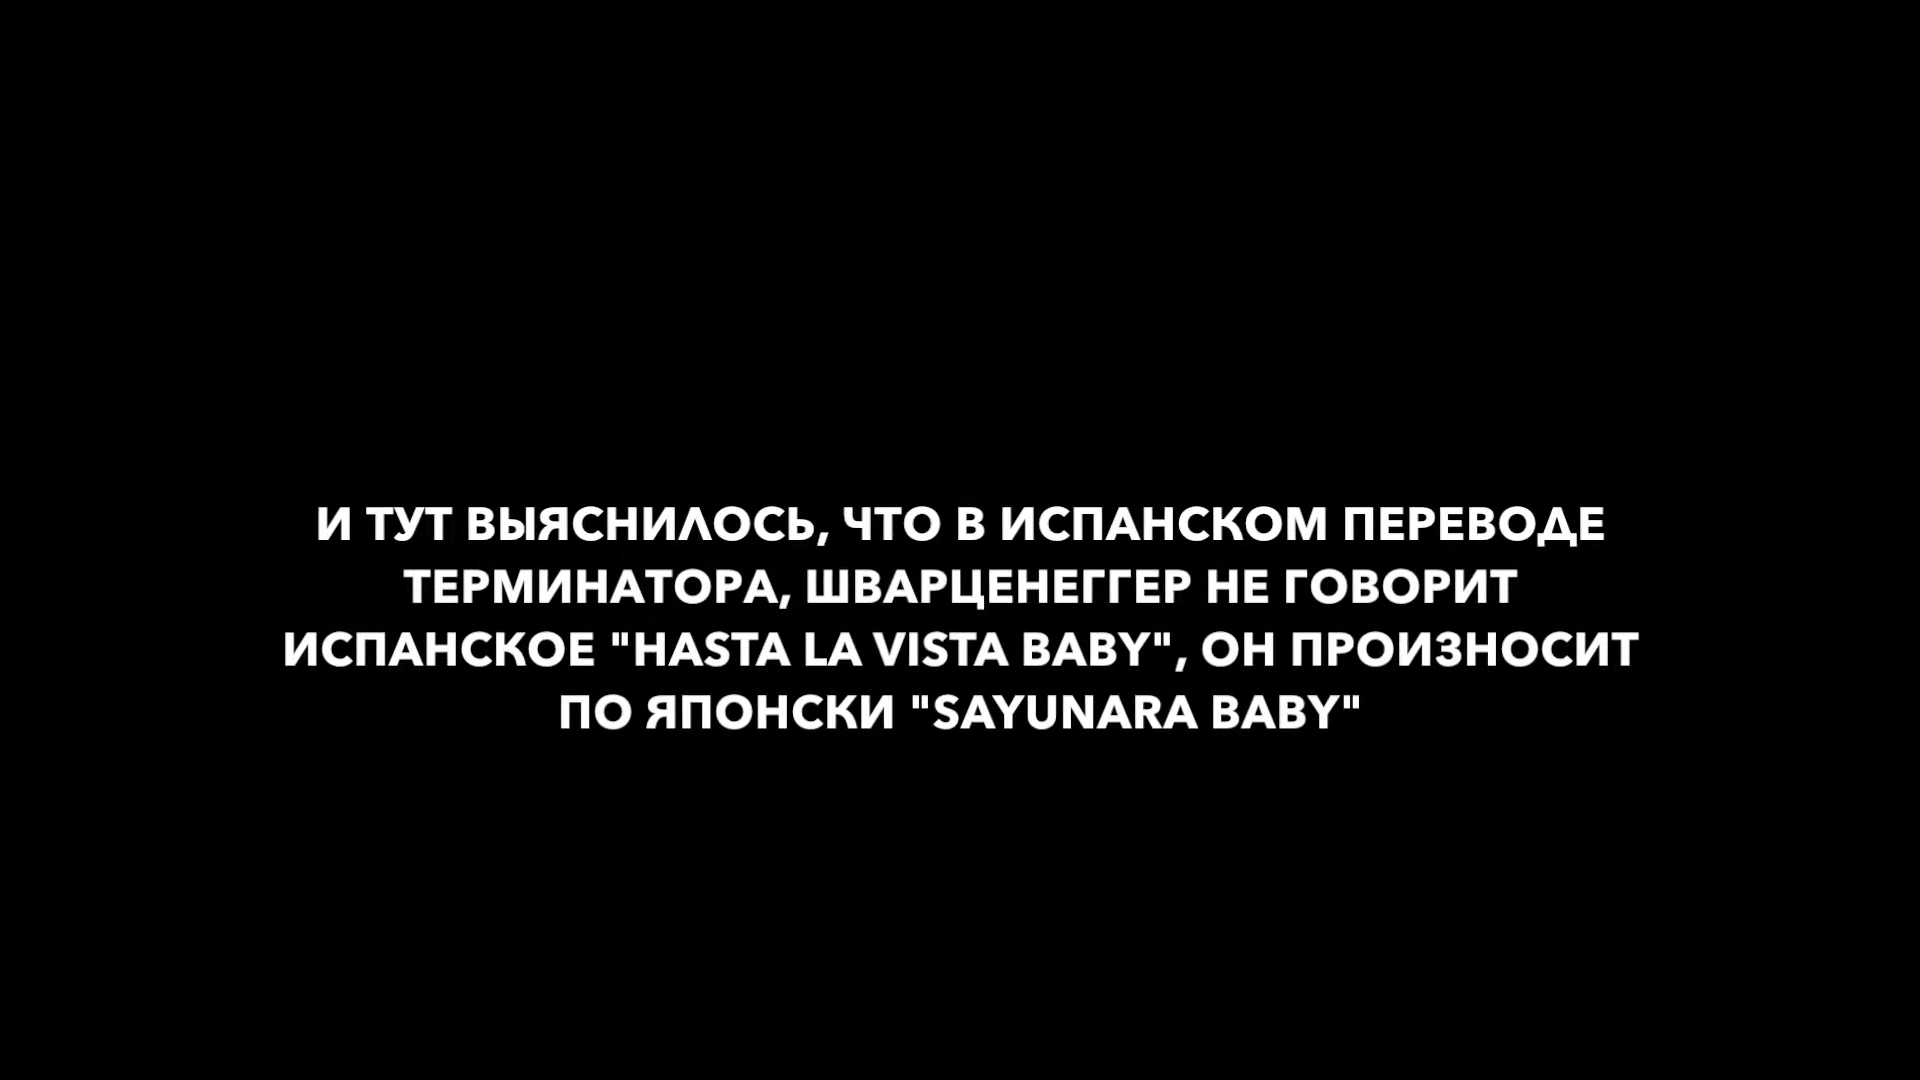 И ТУТ ВЫЯСНИЛОСЬ, ЧТО В ИСПАНСКОМ ПЕРЕВОДЕ
ТЕРМИНАТОРА, ШВАРЦЕНЕГГЕР НЕ ГОВОРИТ
ИСПАНСКОЕ "HASTA LA VISTA BABY", ОН ПРОИЗНОСИТ
ПО ЯПОНСКИ "SAYUNARA BABY"